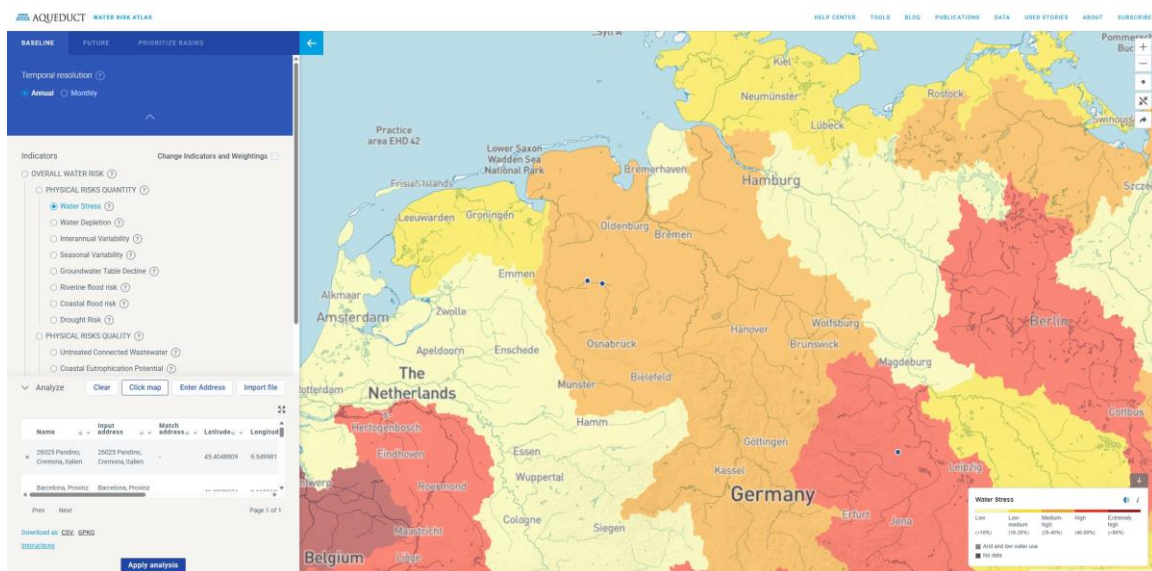 AQUEDUCT WATER RISK ATLAS
HELP CENTER TOOLS BLOG PUBLICATIONS DATA USER STORIES ABOUT SUBSCRIBE
BASELINE FUTURE PRIORITIZE BASINS
Temporal resolution ?
Annual Monthly
Indicators Change Indicators and Weightings
OVERALL WATER RISK ?
PHYSICAL RISKS QUANTITY ?
Water Stress ?
Water Depletion ?
Interannual Variability ?
Seasonal Variability ?
Groundwater Table Decline ?
Riverine flood risk ?
Coastal flood risk ?
Drought Risk ?
PHYSICAL RISKS QUALITY ?
Untreated Connected Wastewater ?
Coastal Eutrophication Potential ?
Analyze Clear Click map Enter Address Import file
Name Input address Match address Latitude Longitud
26025 Pandino, Cremona, Italien 26025 Pandino, Cremona, Italien - 45.4048809 9.549981
Barcelona, Provinz Barcelona, Provinz
Prev Next Page 1 of 1
Download as CSV, GPKG
Instructions
Apply analysis
Kiel
Pommersch
Buc
Neumünster
Rostock
Lübeck
Swinous
Practice
area EHD 42
Lower Saxon
Wadden Sea
National Park
Bremerhaven
Hamburg
Frisian Islands
Szcze
Leeuwarden
Groningen
Oldenburg
Bremen
Emmen
Alkmaar
Amsterdam
Zwolle
Berlin
Hanover
Wolfsburg
Brunswick
Apeldoorn
Enschede
Osnabruck
Magdeburg
The
Netherlands
Munster
Bielefeld
otterdam
Cottbus
Hertogenbosch
Hamm
Göttingen
Eindhoven
Essen
Leipzig
Kassel
Wuppertal
ntwerp
Roermond
Germany
Cologne
Siegen
Erfurt
Jena
Maastricht
Belgium
Liège
Water Stress
Low Low-medium Medium-high High Extremely high
(<10%) (10-20%) (20-40%) (40-80%) (>80%)
Arid and low water use
No data